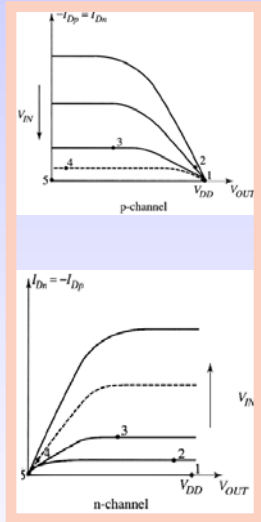 −I_Dp = I_Dn
V_IN
3
4
2
5
1
V_DD V_OUT
p-channel
I_Dn = −I_Dp
V_IN
3
4
2
5
1
V_DD V_OUT
n-channel